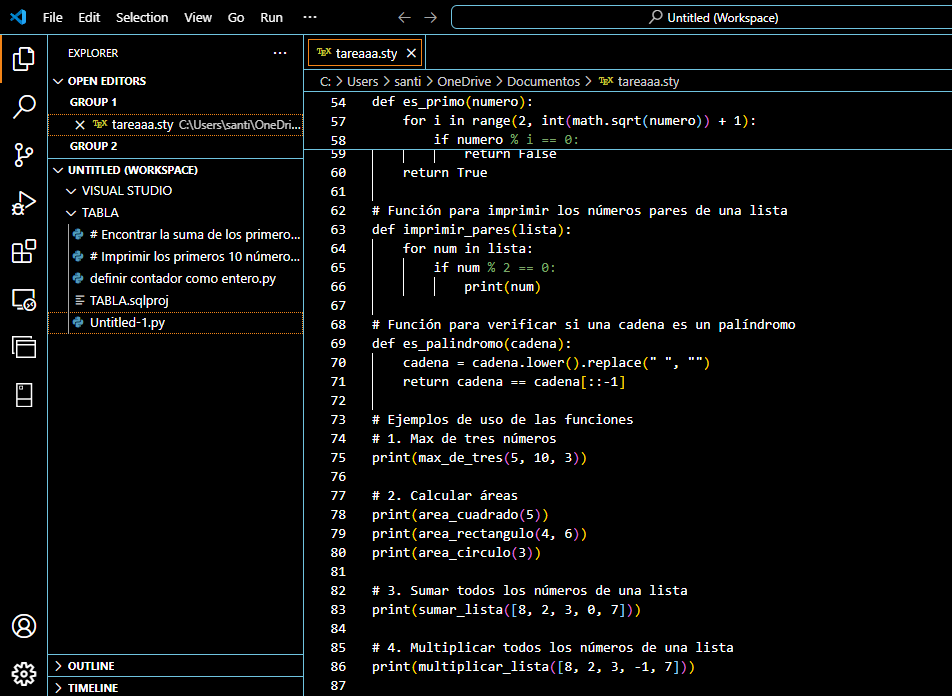 File Edit Selection View Go Run ···
Untitled (Workspace)
EXPLORER ···
OPEN EDITORS
GROUP 1
TEX tareaaa.sty C:\Users\santi\OneDri...
GROUP 2
UNTITLED (WORKSPACE)
VISUAL STUDIO
TABLA
# Encontrar la suma de los primero...
# Imprimir los primeros 10 número...
definir contador como entero.py
TABLA.sqlproj
Untitled-1.py
OUTLINE
TIMELINE
TEX tareaaa.sty
C: > Users > santi > OneDrive > Documentos > TEX tareaaa.sty
54 def es_primo(numero):
57     for i in range(2, int(math.sqrt(numero)) + 1):
58         if numero % i == 0:
59             return False
60     return True
61
62 # Función para imprimir los números pares de una lista
63 def imprimir_pares(lista):
64     for num in lista:
65         if num % 2 == 0:
66             print(num)
67
68 # Función para verificar si una cadena es un palíndromo
69 def es_palindromo(cadena):
70     cadena = cadena.lower().replace(" ", "")
71     return cadena == cadena[::-1]
72
73 # Ejemplos de uso de las funciones
74 # 1. Max de tres números
75 print(max_de_tres(5, 10, 3))
76
77 # 2. Calcular áreas
78 print(area_cuadrado(5))
79 print(area_rectangulo(4, 6))
80 print(area_circulo(3))
81
82 # 3. Sumar todos los números de una lista
83 print(sumar_lista([8, 2, 3, 0, 7]))
84
85 # 4. Multiplicar todos los números de una lista
86 print(multiplicar_lista([8, 2, 3, -1, 7]))
87